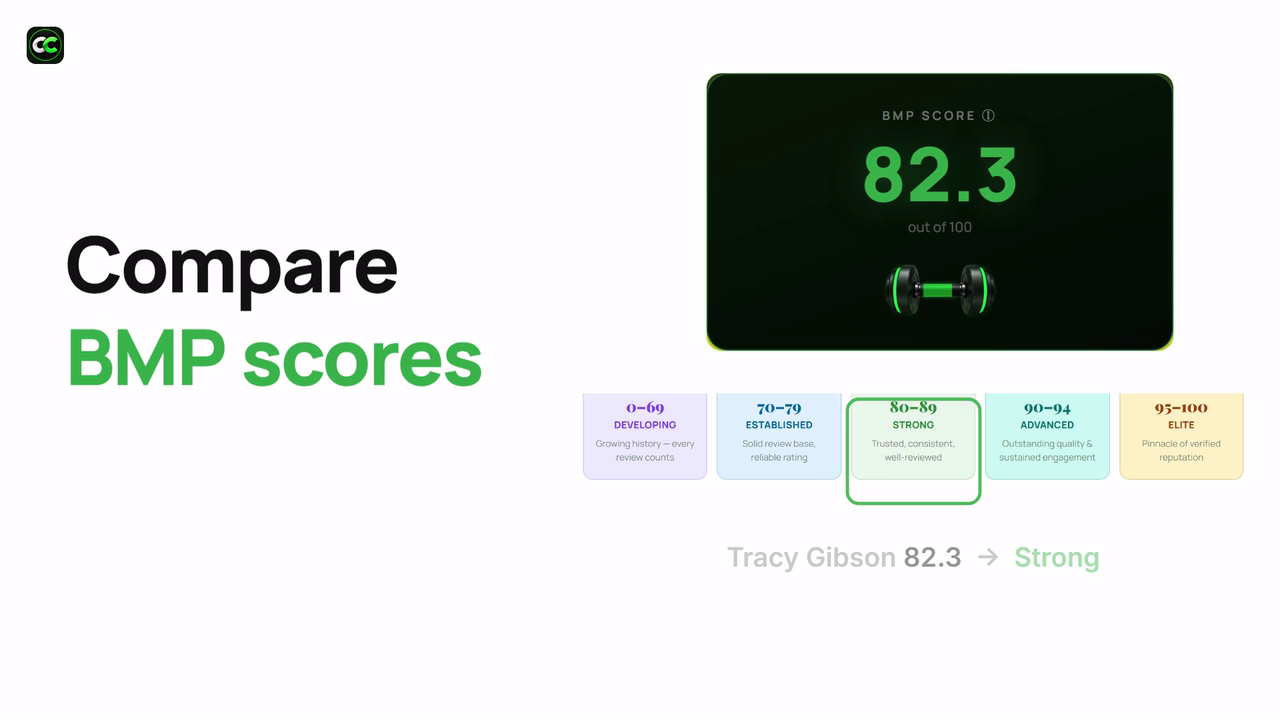 CC
Compare
BMP scores
BMP SCORE ①
82.3
out of 100
0–69
DEVELOPING
Growing history — every
review counts
70–79
ESTABLISHED
Solid review base,
reliable rating
80–89
STRONG
Trusted, consistent,
well-reviewed
90–94
ADVANCED
Outstanding quality &
sustained engagement
95–100
ELITE
Pinnacle of verified
reputation
Tracy Gibson 82.3 → Strong